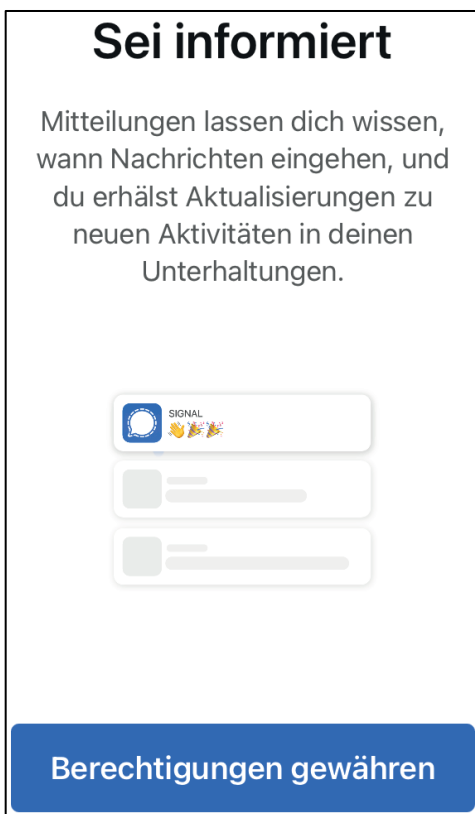 Sei informiert
Mitteilungen lassen dich wissen,
wann Nachrichten eingehen, und
du erhälst Aktualisierungen zu
neuen Aktivitäten in deinen
Unterhaltungen.
SIGNAL
👋🎉🎉
Berechtigungen gewähren